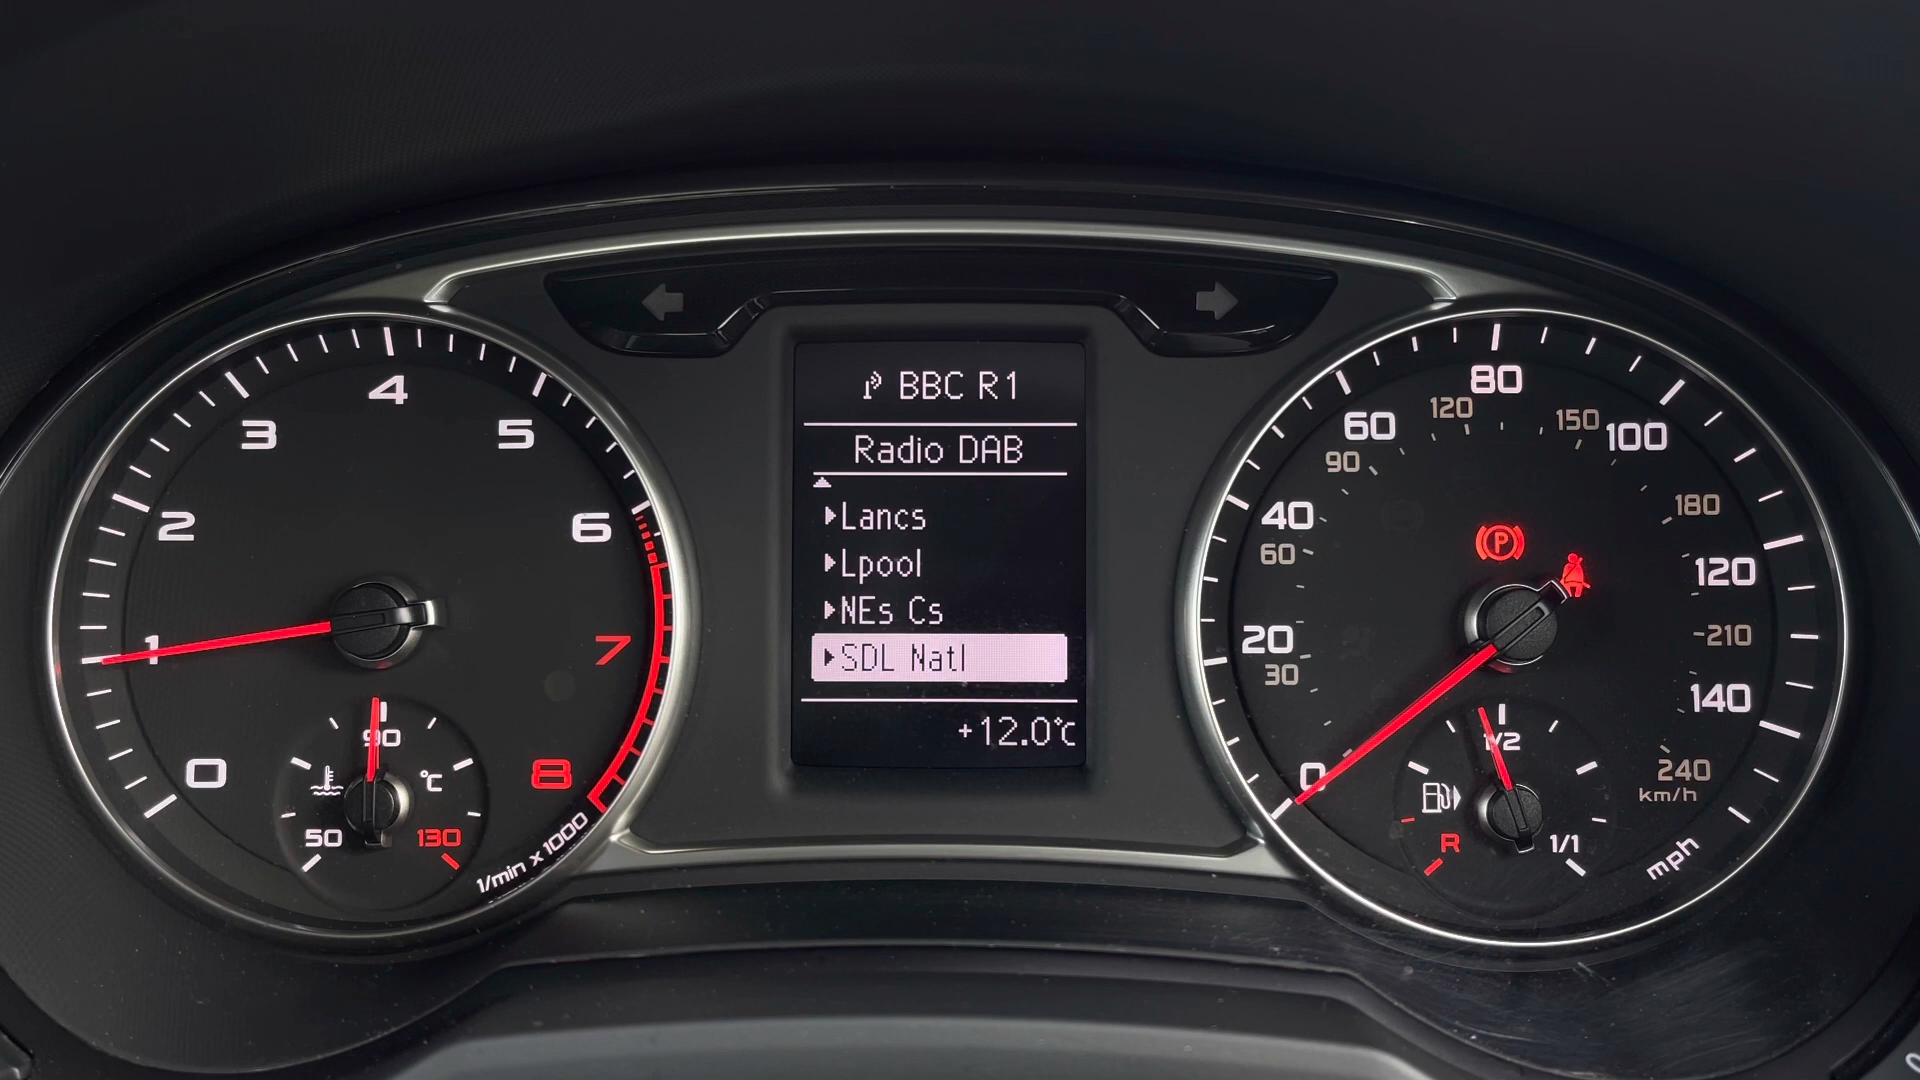 0
1
2
3
4
5
6
7
8
1/min x 1000
50
90
130
°C
BBC R1
Radio DAB
Lancs
Lpool
NEs Cs
SDL Natl
+12.0°C
0
20
40
60
80
100
120
140
mph
30
60
90
120
150
180
210
240
km/h
P
R
1/2
1/1